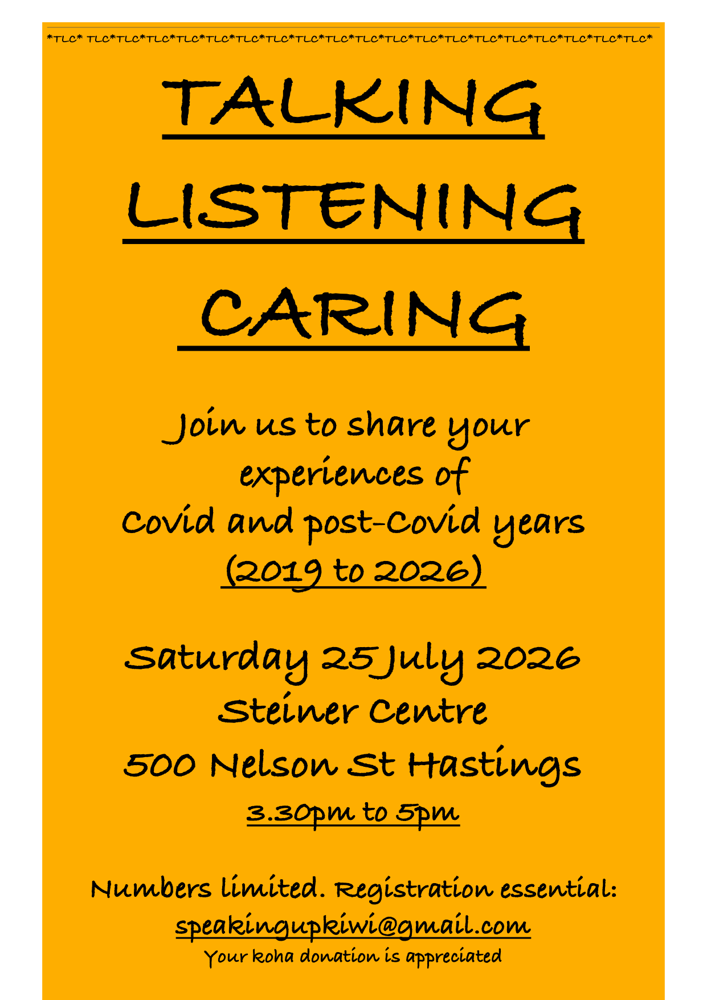 *TLC* TLC*TLC*TLC*TLC*TLC*TLC*TLC*TLC*TLC*TLC*TLC*TLC*TLC*TLC*TLC*TLC*TLC*TLC*TLC*
TALKING
LISTENING
CARING
Join us to share your
experiences of
Covid and post-Covid years
(2019 to 2026)
Saturday 25 July 2026
Steiner Centre
500 Nelson St Hastings
3.30pm to 5pm
Numbers limited. Registration essential:
speakingupkiwi@gmail.com
Your koha donation is appreciated